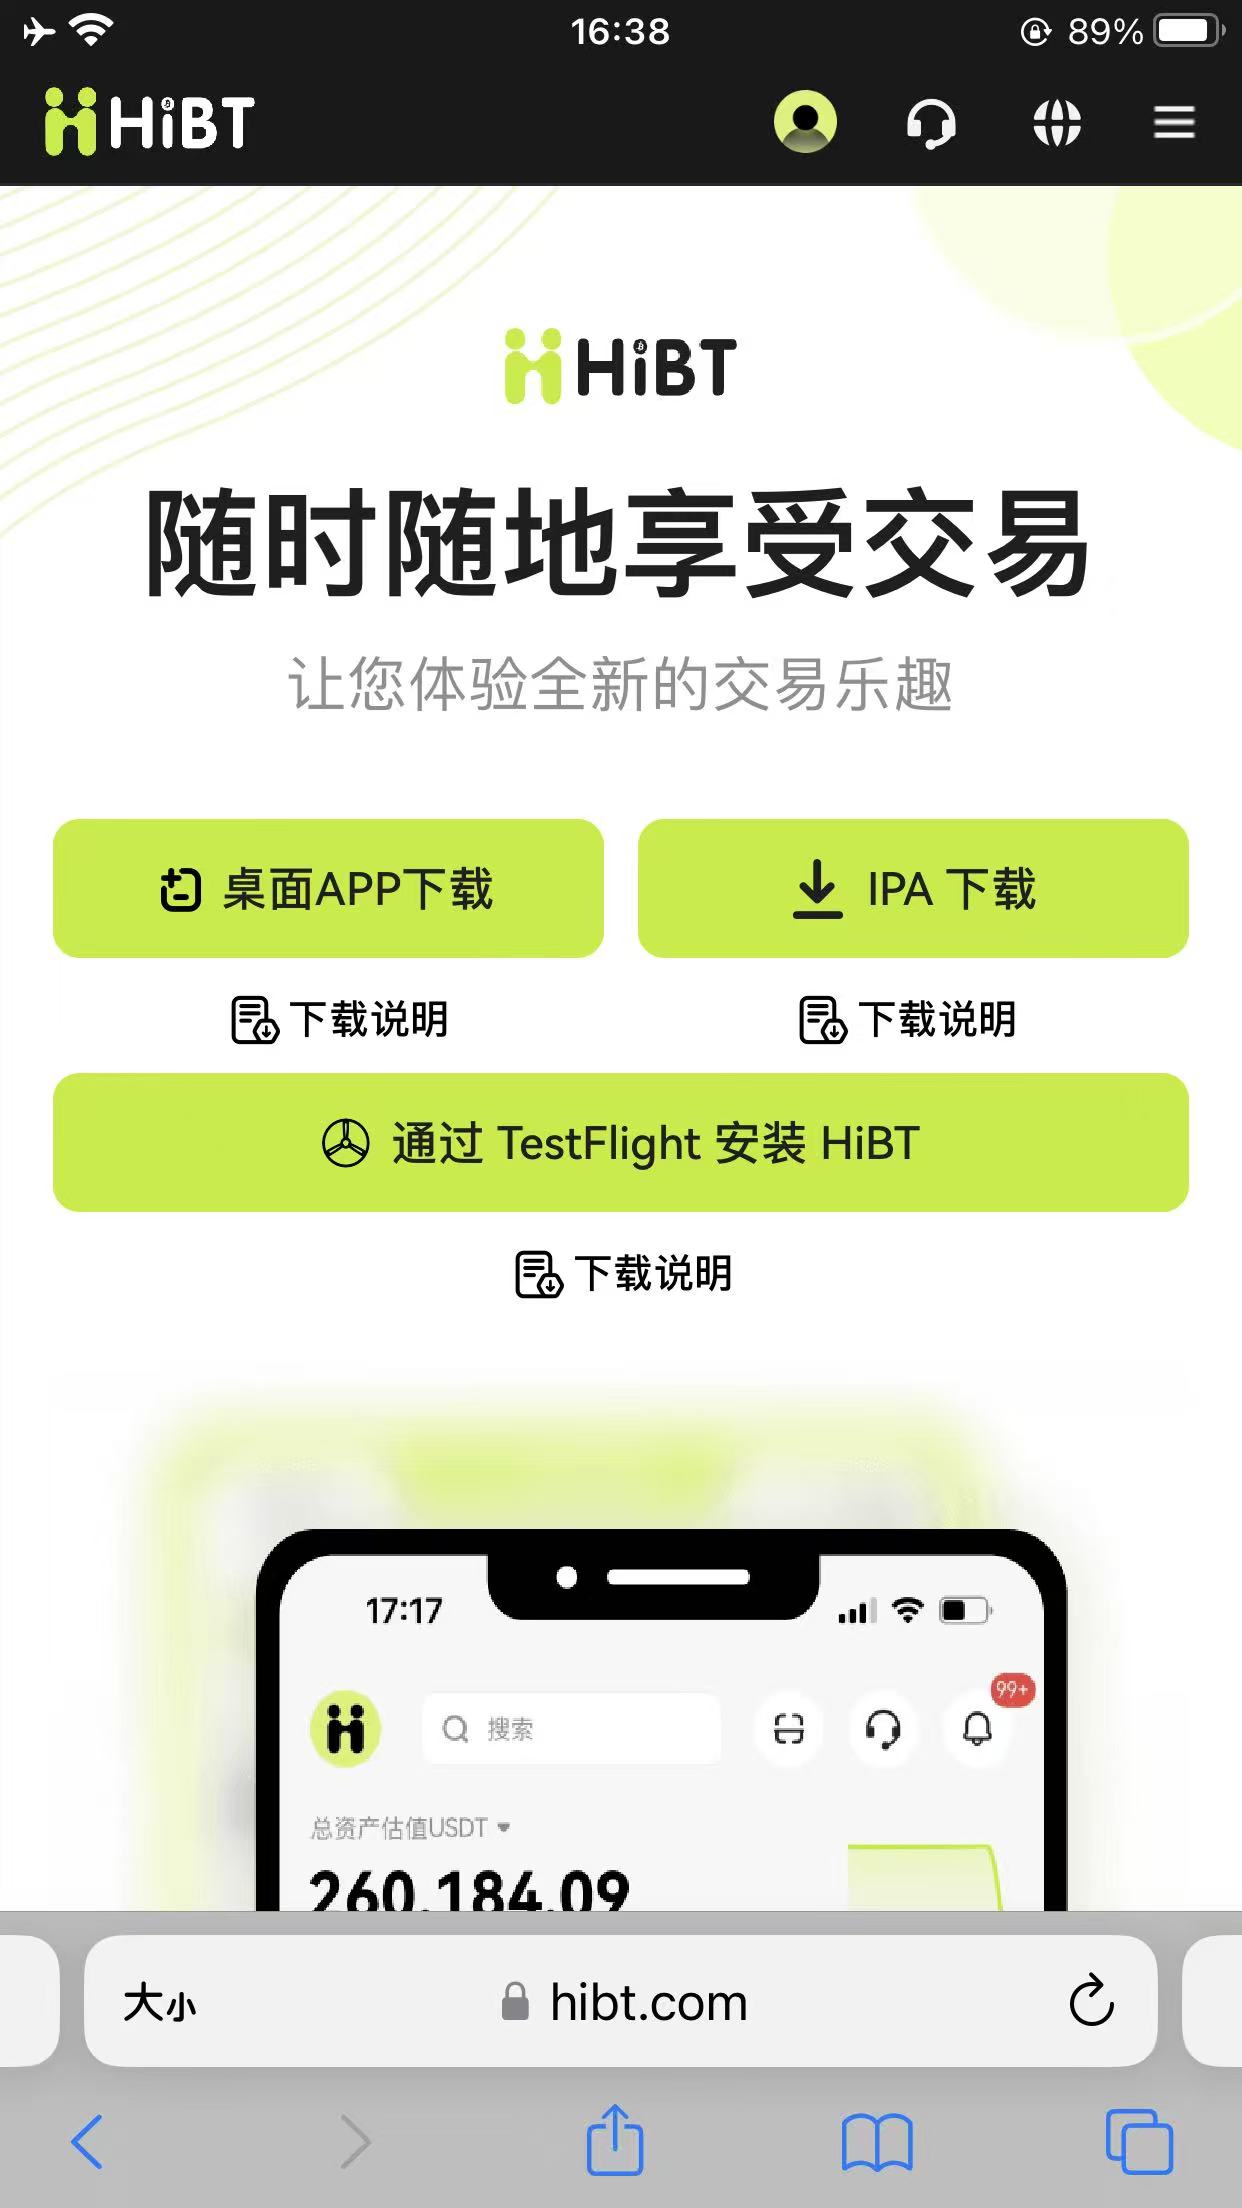 16:38
89%
HiBT
HiBT
随时随地享受交易
让您体验全新的交易乐趣
桌面APP下载
IPA 下载
下载说明
下载说明
通过 TestFlight 安装 HiBT
下载说明
17:17
99+
搜索
总资产估值USDT
260,184.09
大小
hibt.com